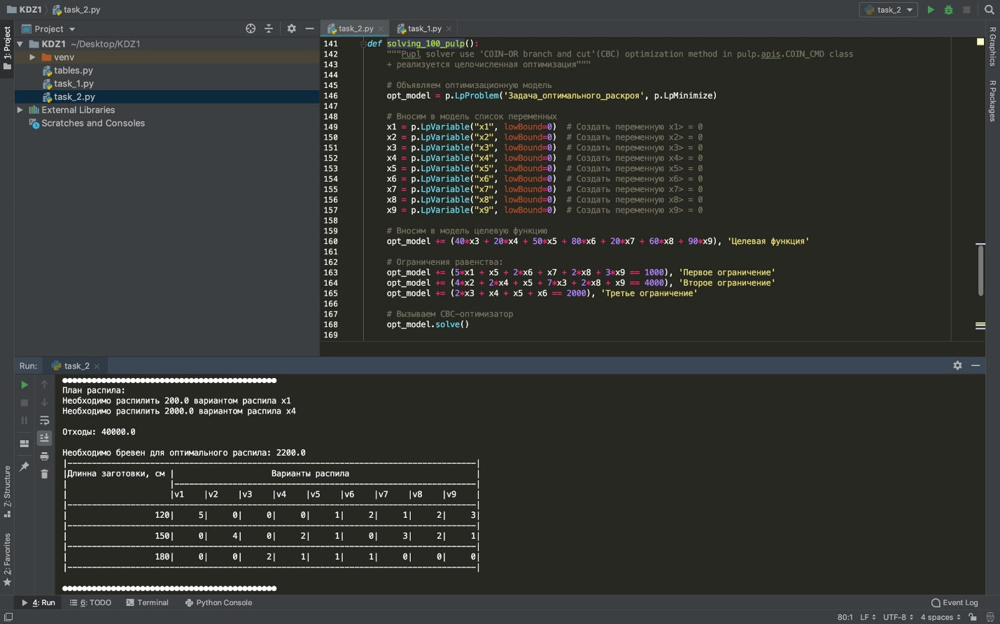 KDZ1 task_2.py task_2
Project
task_2.py task_1.py
1: Project
KDZ1 ~/Desktop/KDZ1
venv
tables.py
task_1.py
task_2.py
External Libraries
Scratches and Consoles
141 def solving_100_pulp():
142 """Pupl solver use 'COIN-OR branch and cut'(CBC) optimization method in pulp.apis.COIN_CMD class
143 + реализуется целочисленная оптимизация"""
144
145 # Объявляем оптимизационную модель
146 opt_model = p.LpProblem('Задача_оптимального_раскроя', p.LpMinimize)
147
148 # Вносим в модель список переменных
149 x1 = p.LpVariable("x1", lowBound=0) # Создать переменную x1> = 0
150 x2 = p.LpVariable("x2", lowBound=0) # Создать переменную x2> = 0
151 x3 = p.LpVariable("x3", lowBound=0) # Создать переменную x3> = 0
152 x4 = p.LpVariable("x4", lowBound=0) # Создать переменную x4> = 0
153 x5 = p.LpVariable("x5", lowBound=0) # Создать переменную x5> = 0
154 x6 = p.LpVariable("x6", lowBound=0) # Создать переменную x6> = 0
155 x7 = p.LpVariable("x7", lowBound=0) # Создать переменную x7> = 0
156 x8 = p.LpVariable("x8", lowBound=0) # Создать переменную x8> = 0
157 x9 = p.LpVariable("x9", lowBound=0) # Создать переменную x9> = 0
158
159 # Вносим в модель целевую функцию
160 opt_model += (40*x3 + 20*x4 + 50*x5 + 80*x6 + 20*x7 + 60*x8 + 90*x9), 'Целевая функция'
161
162 # Ограничения равенства:
163 opt_model += (5*x1 + x5 + 2*x6 + x7 + 2*x8 + 3*x9 == 1000), 'Первое ограничение'
164 opt_model += (4*x2 + 2*x4 + x5 + 7*x3 + 2*x8 + x9 == 4000), 'Второе ограничение'
165 opt_model += (2*x3 + x4 + x5 + x6 == 2000), 'Третье ограничение'
166
167 # Вызываем CBC-оптимизатор
168 opt_model.solve()
169
R Graphics
R Packages
Run: task_2
План распила:
Необходимо распилить 200.0 вариантом распила x1
Необходимо распилить 2000.0 вариантом распила x4
Отходы: 40000.0
Необходимо бревен для оптимального распила: 2200.0
|Длинна заготовки, см | Варианты распила |
| |v1 |v2 |v3 |v4 |v5 |v6 |v7 |v8 |v9 |
| 120| 5| 0| 0| 0| 1| 2| 1| 2| 3|
| 150| 0| 4| 0| 2| 1| 0| 3| 2| 1|
| 180| 0| 0| 2| 1| 1| 1| 0| 0| 0|
Z: Structure
2: Favorites
4: Run 6: TODO Terminal Python Console Event Log
80:1 LF UTF-8 4 spaces